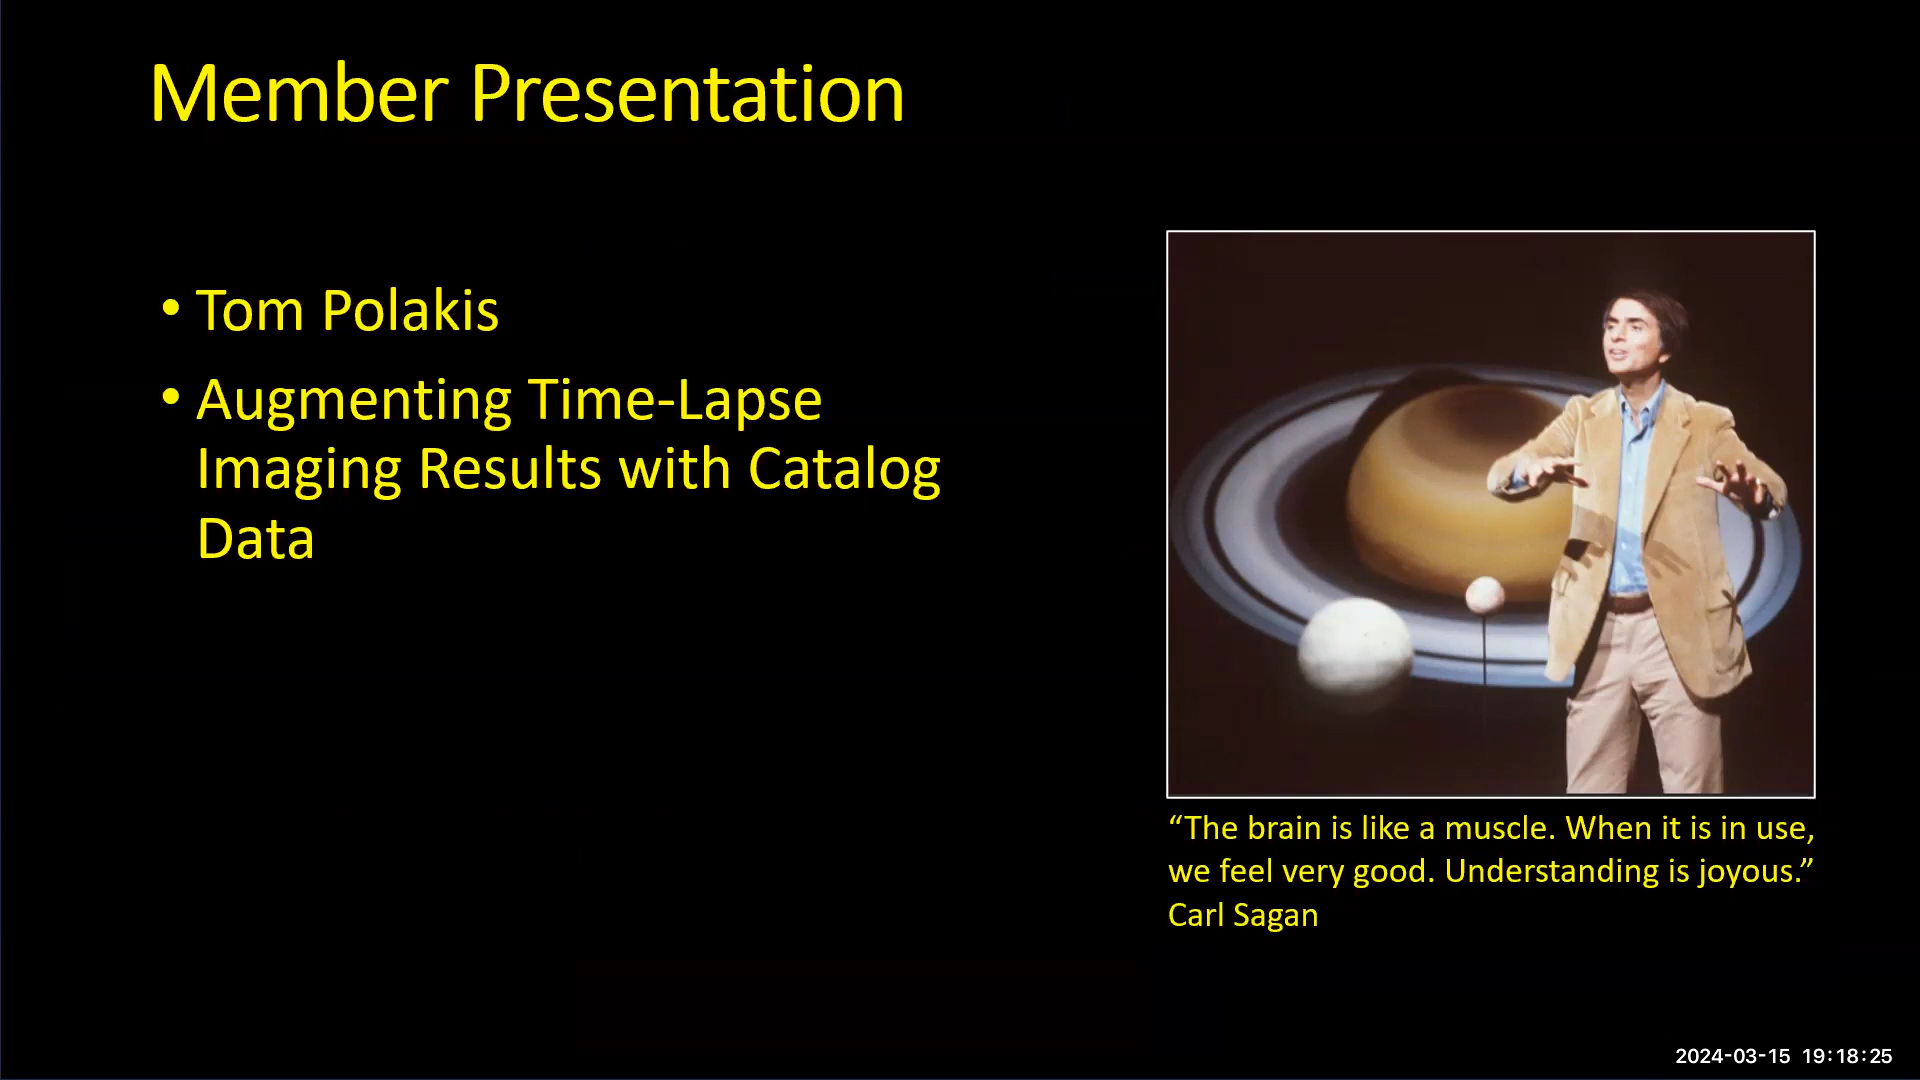 Member Presentation
• Tom Polakis
• Augmenting Time-Lapse
Imaging Results with Catalog
Data
“The brain is like a muscle. When it is in use,
we feel very good. Understanding is joyous.”
Carl Sagan
2024-03-15 19:18:25